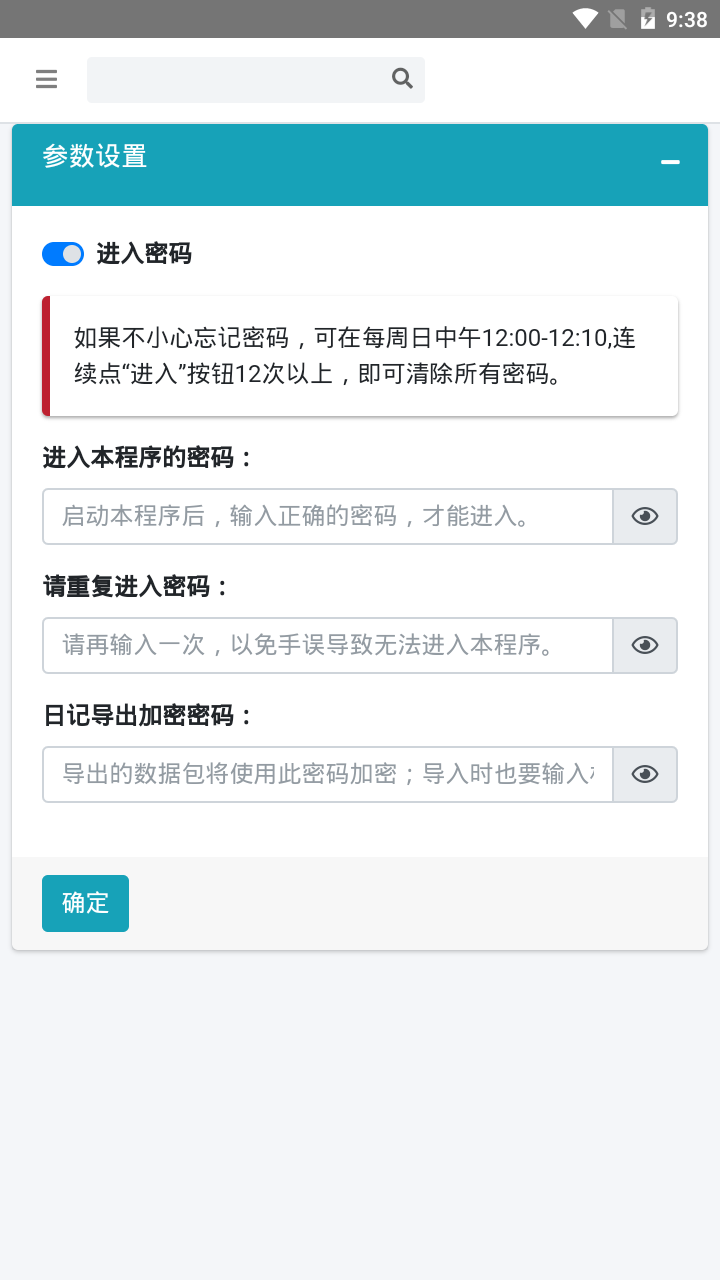 9:38
参数设置
进入密码
如果不小心忘记密码，可在每周日中午12:00-12:10,连
续点“进入”按钮12次以上，即可清除所有密码。
进入本程序的密码：
启动本程序后，输入正确的密码，才能进入。
请重复进入密码：
请再输入一次，以免手误导致无法进入本程序。
日记导出加密密码：
导出的数据包将使用此密码加密；导入时也要输入
确定